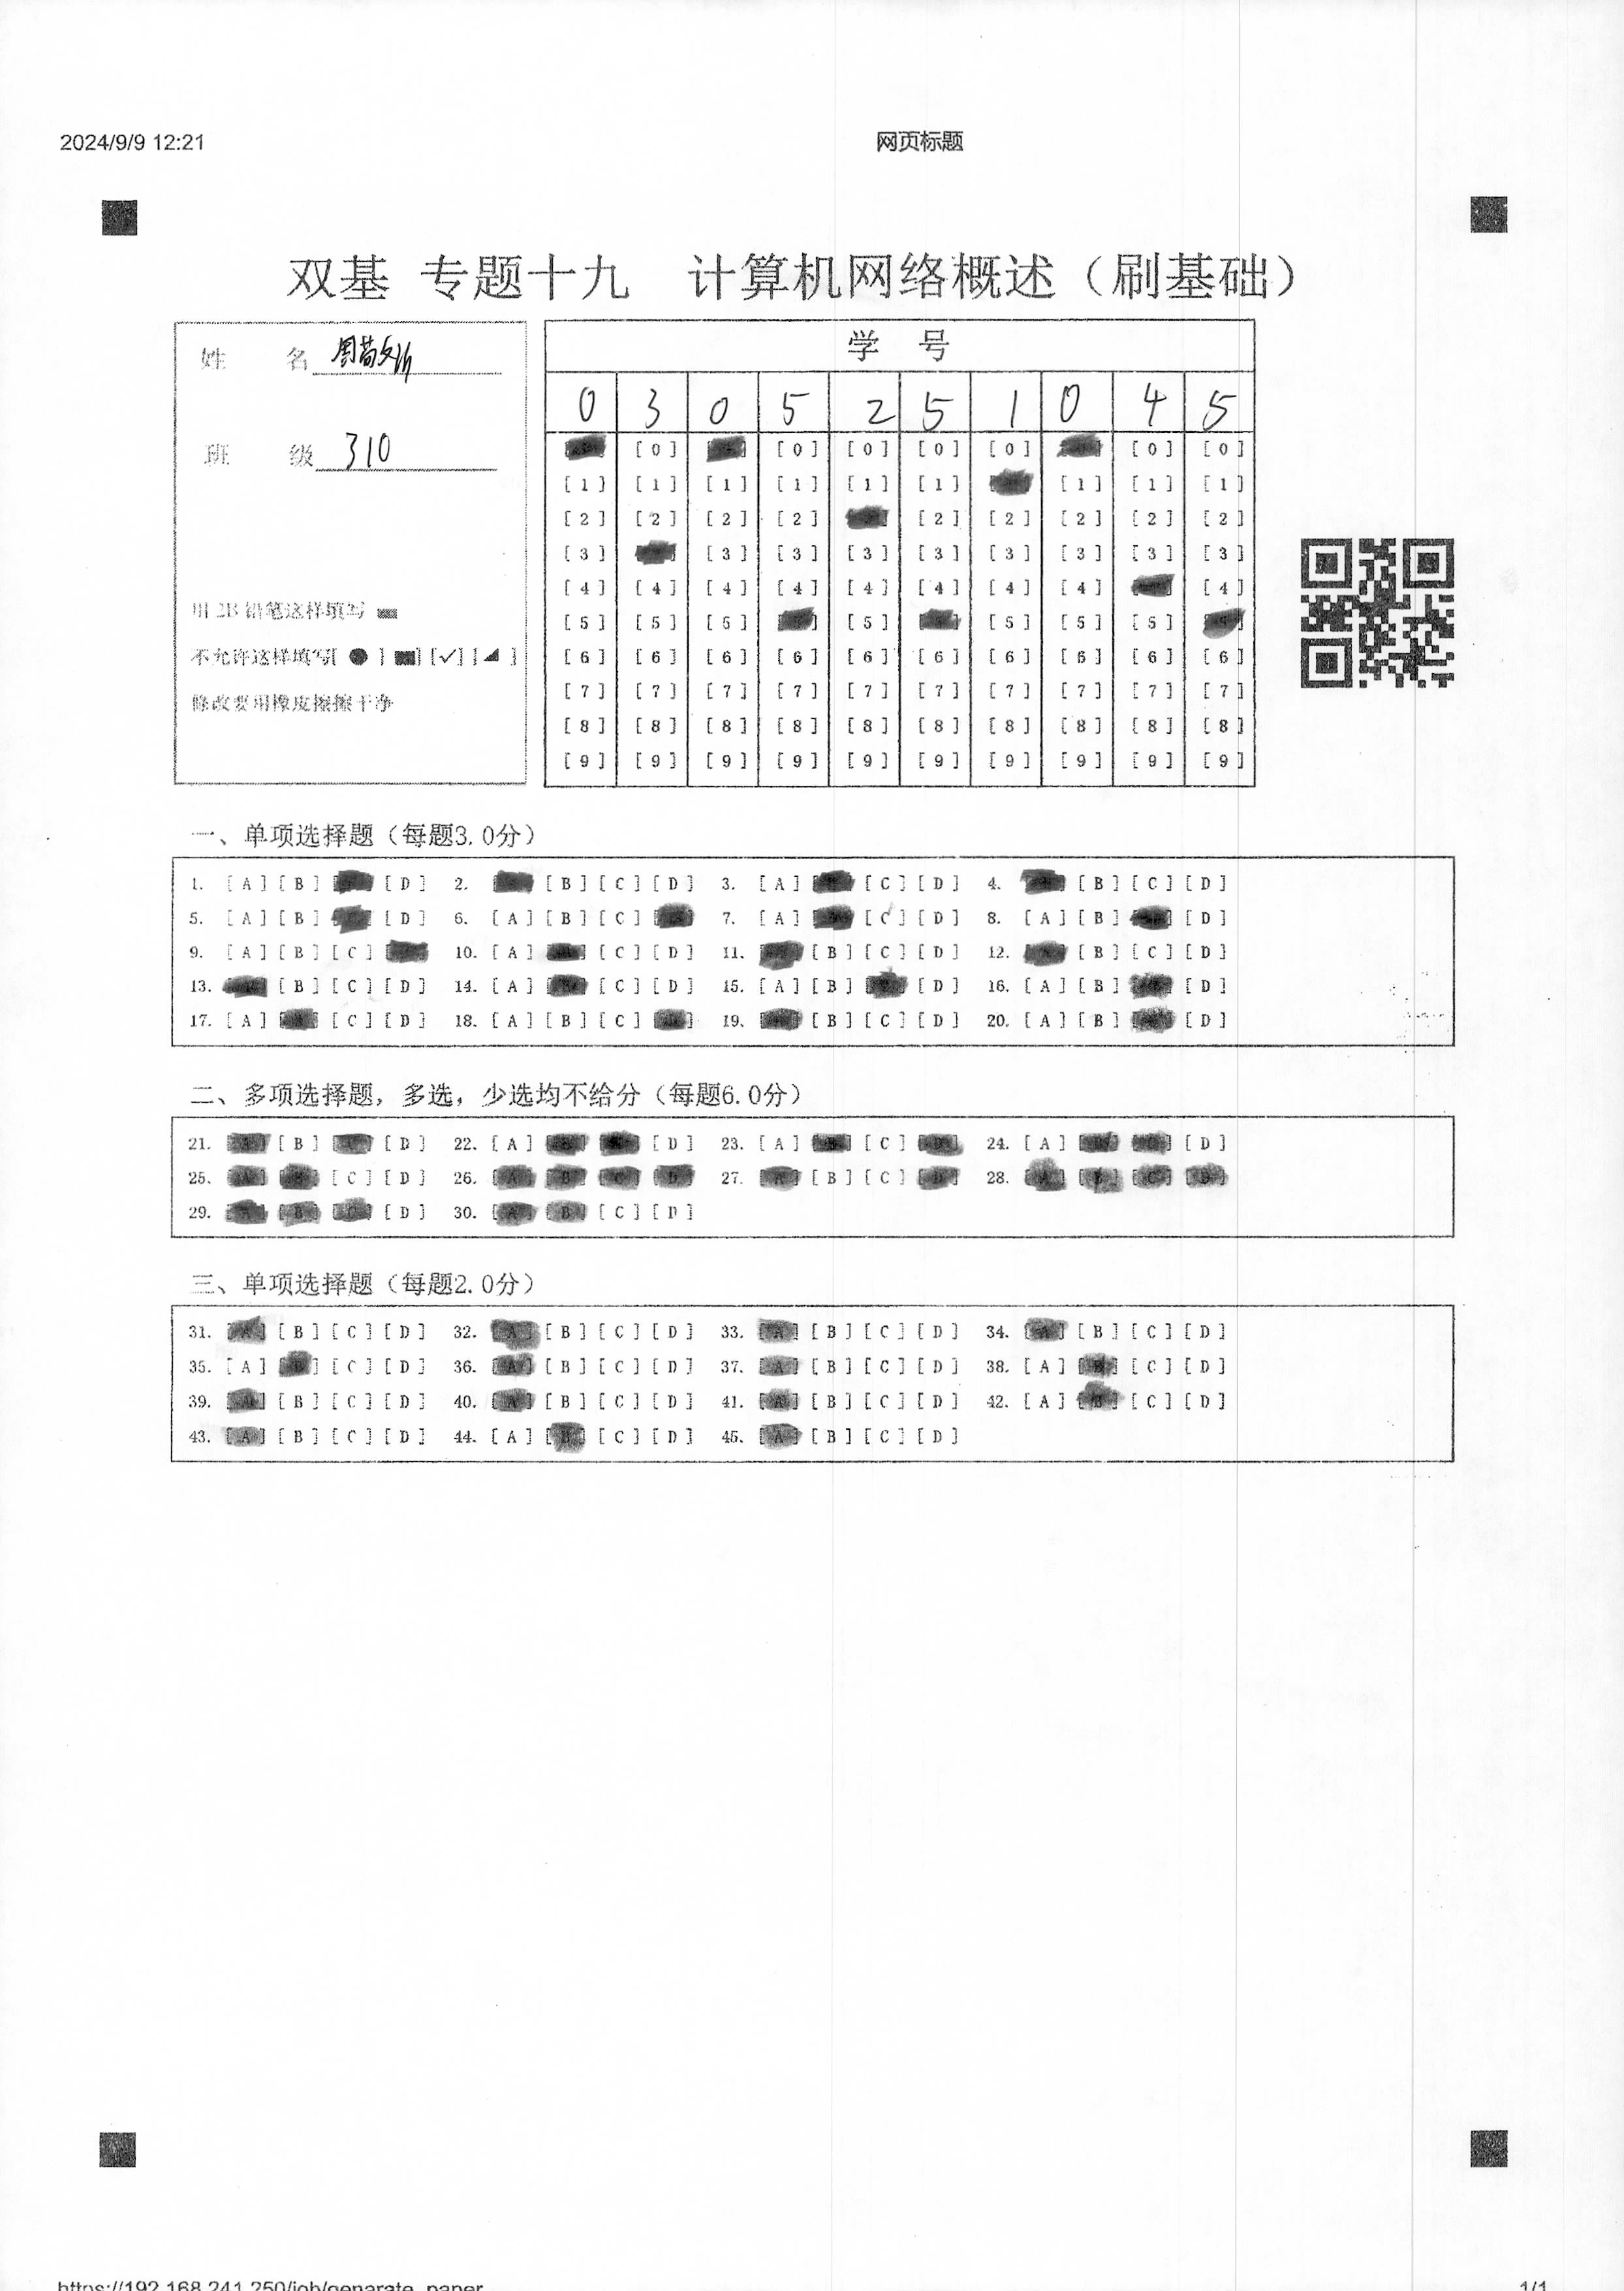 2024/9/9 12:21
网页标题
双基 专题十九 计算机网络概述（刷基础）
姓 名
班 级 310
用 2B 铅笔这样填写
不允许这样填写[ ● ] [■] [✓] [◢ ]
修改要用橡皮擦擦干净
学 号
0 3 0 5 2 5 1 0 4 5
[0] [0] [0] [0] [0] [0] [0]
[1] [1] [1] [1] [1] [1] [1] [1] [1]
[2] [2] [2] [2] [2] [2] [2] [2] [2]
[3] [3] [3] [3] [3] [3] [3] [3] [3]
[4] [4] [4] [4] [4] [4] [4] [4] [4]
[5] [5] [5] [5] [5] [5] [5]
[6] [6] [6] [6] [6] [6] [6] [6] [6] [6]
[7] [7] [7] [7] [7] [7] [7] [7] [7] [7]
[8] [8] [8] [8] [8] [8] [8] [8] [8] [8]
[9] [9] [9] [9] [9] [9] [9] [9] [9] [9]
一、单项选择题（每题3.0分）
1. [A] [B] [D] 2. [B] [C] [D] 3. [A] [C] [D] 4. [B] [C] [D]
5. [A] [B] [D] 6. [A] [B] [C] 7. [A] [C] [D] 8. [A] [B] [D]
9. [A] [B] [C] 10. [A] [C] [D] 11. [B] [C] [D] 12. [B] [C] [D]
13. [B] [C] [D] 14. [A] [C] [D] 15. [A] [B] [D] 16. [A] [B] [D]
17. [A] [C] [D] 18. [A] [B] [C] 19. [B] [C] [D] 20. [A] [B] [D]
二、多项选择题，多选，少选均不给分（每题6.0分）
21. [A] [B] [C] [D] 22. [A] [D] 23. [A] [B] [C] [D] 24. [A] [B] [C] [D]
25. [A] [B] [C] [D] 26. [A] [B] [C] [D] 27. [A] [B] [C] [D] 28. [A] [B] [C] [D]
29. [A] [B] [C] [D] 30. [A] [B] [C] [D]
三、单项选择题（每题2.0分）
31. [A] [B] [C] [D] 32. [A] [B] [C] [D] 33. [A] [B] [C] [D] 34. [A] [B] [C] [D]
35. [A] [B] [C] [D] 36. [A] [B] [C] [D] 37. [A] [B] [C] [D] 38. [A] [B] [C] [D]
39. [A] [B] [C] [D] 40. [A] [B] [C] [D] 41. [A] [B] [C] [D] 42. [A] [B] [C] [D]
43. [A] [B] [C] [D] 44. [A] [B] [C] [D] 45. [A] [B] [C] [D]
https://192.168.241.250/job/genarate_paper
1/1